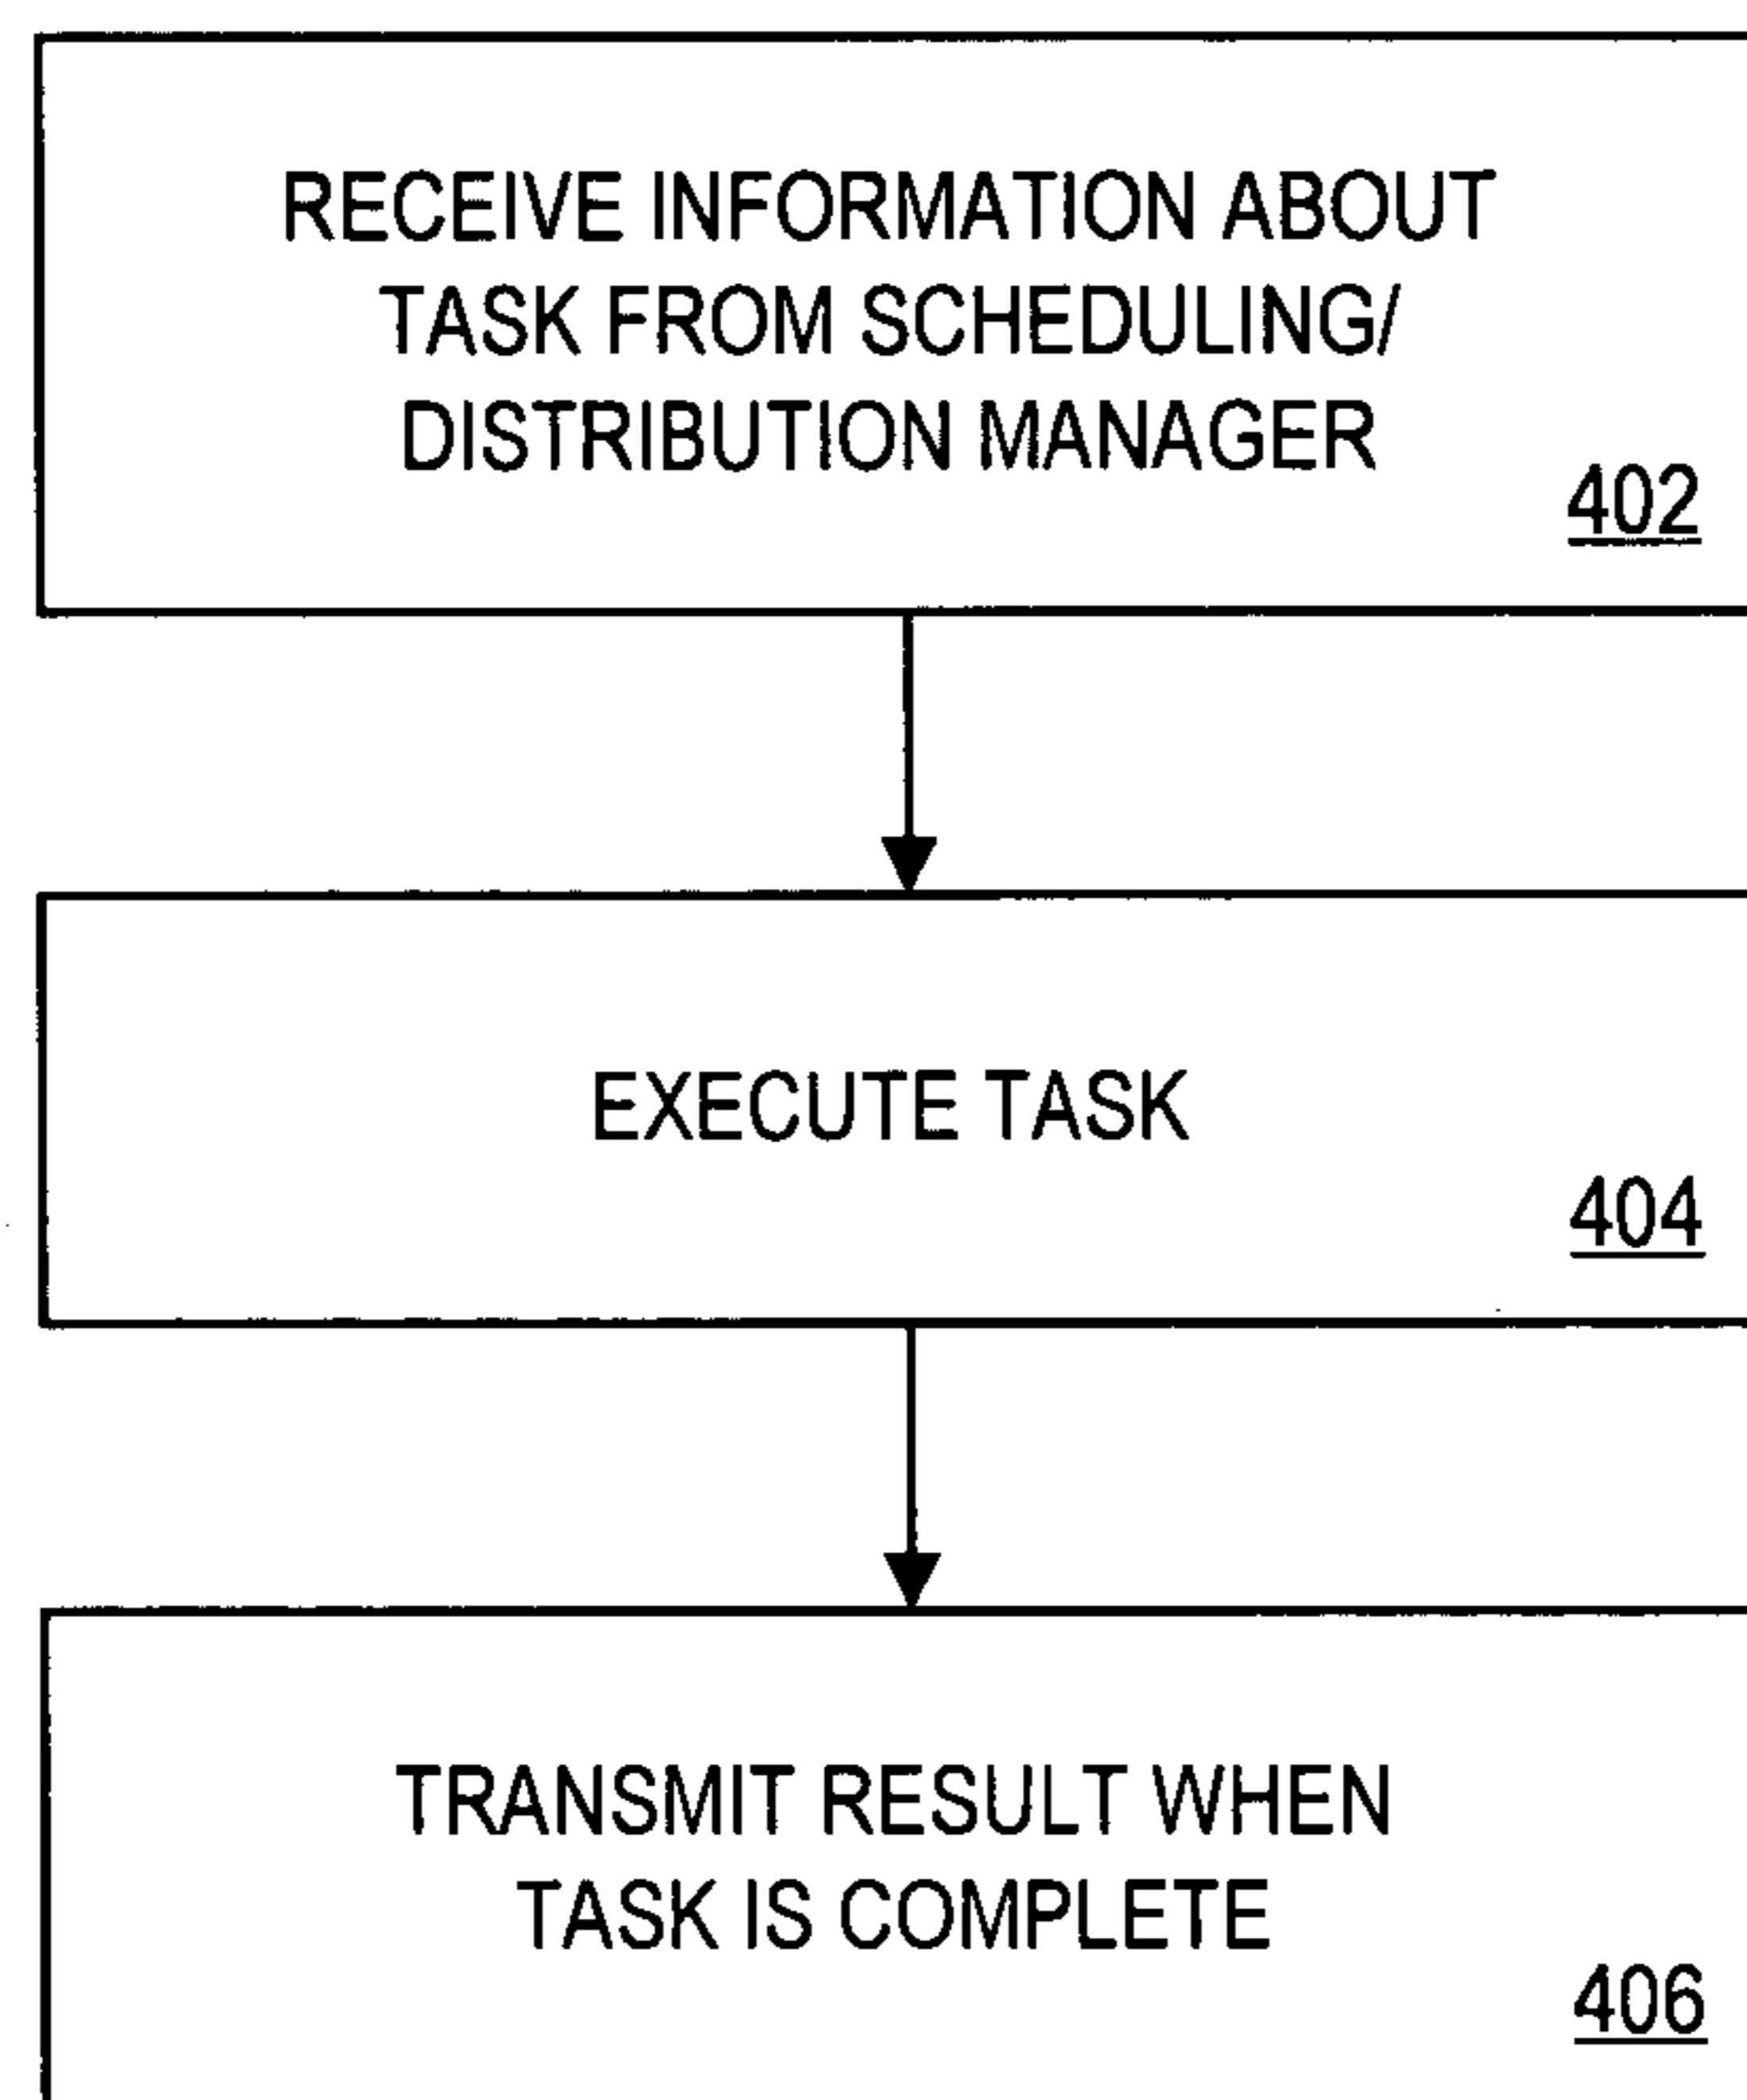 RECEIVE INFORMATION ABOUT
TASK FROM SCHEDULING/
DISTRIBUTION MANAGER
402
EXECUTE TASK
404
TRANSMIT RESULT WHEN
TASK IS COMPLETE
406